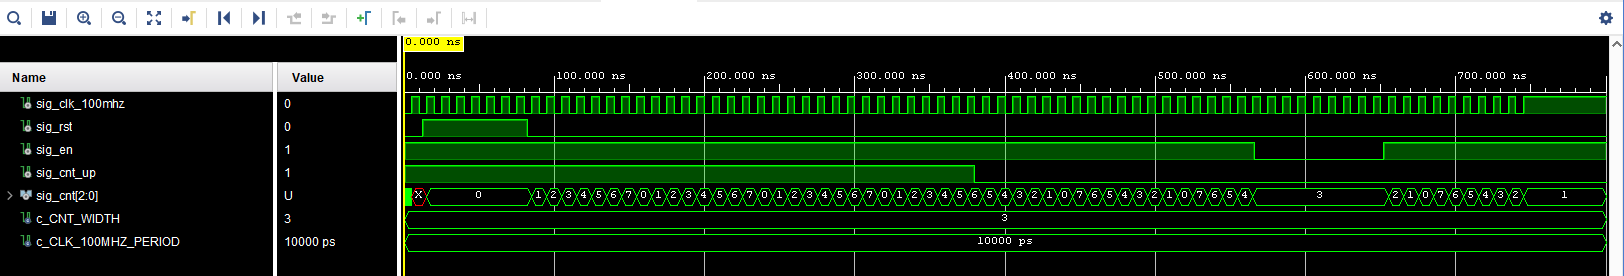 0.000 ns
Name Value
0.000 ns 100.000 ns 200.000 ns 300.000 ns 400.000 ns 500.000 ns 600.000 ns 700.000 ns
sig_clk_100mhz 0
sig_rst 0
sig_en 1
sig_cnt_up 1
sig_cnt[2:0] U X 0 1 2 3 4 5 6 7 0 1 2 3 4 5 6 7 0 1 2 3 4 5 6 7 0 1 2 3 4 5 6 5 4 3 2 1 0 7 6 5 4 3 2 1 0 7 6 5 4 3 2 1 0 7 6 5 4 3 2 1
c_CNT_WIDTH 3 3
c_CLK_100MHZ_PERIOD 10000 ps 10000 ps